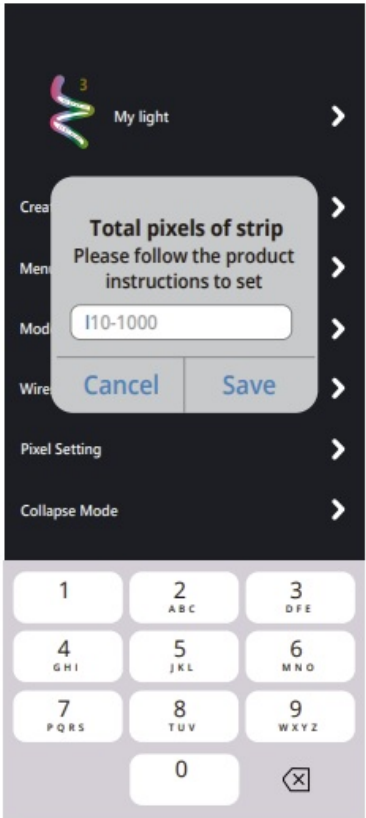 3
My light
Crea
Total pixels of strip
Please follow the product
instructions to set
Menu
Mod
10-1000
Wire
Cancel
Save
Pixel Setting
Collapse Mode
1
2
ABC
3
DFE
4
GHI
5
JKL
6
MNO
7
PQRS
8
TUV
9
WXYZ
0